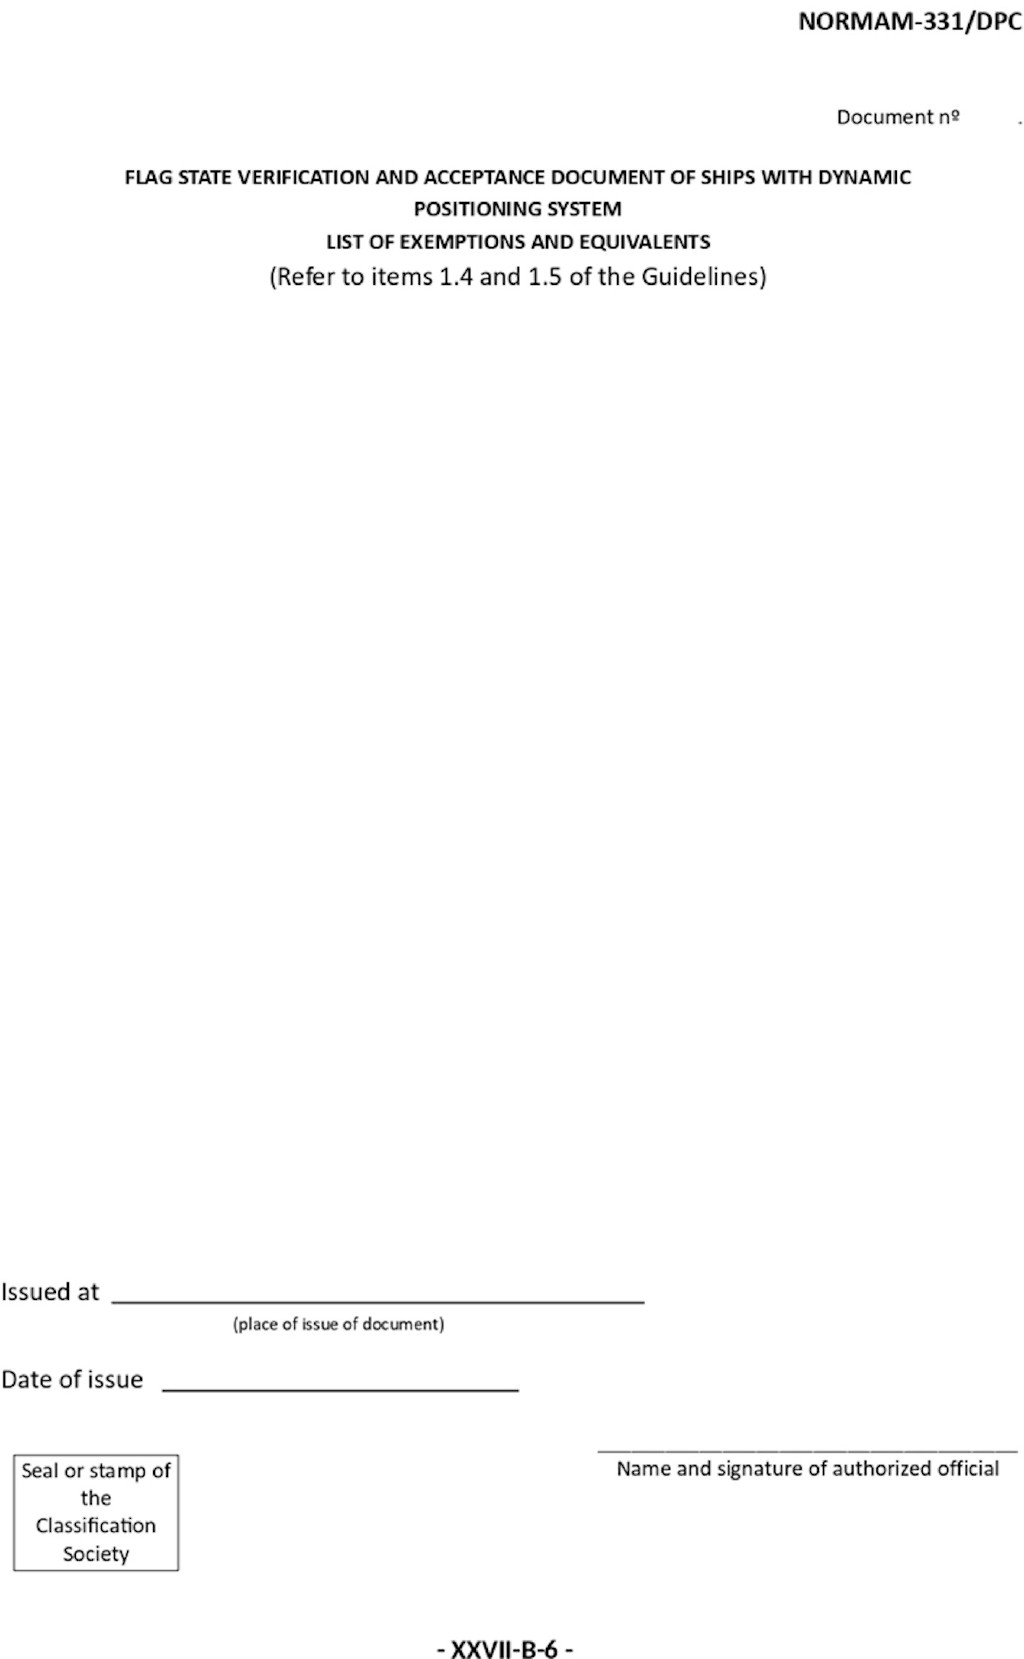 NORMAM-331/DPC
Document nº .
FLAG STATE VERIFICATION AND ACCEPTANCE DOCUMENT OF SHIPS WITH DYNAMIC
POSITIONING SYSTEM
LIST OF EXEMPTIONS AND EQUIVALENTS
(Refer to items 1.4 and 1.5 of the Guidelines)
Issued at
(place of issue of document)
Date of issue
Name and signature of authorized official
Seal or stamp of
the
Classification
Society
- XXVII-B-6 -